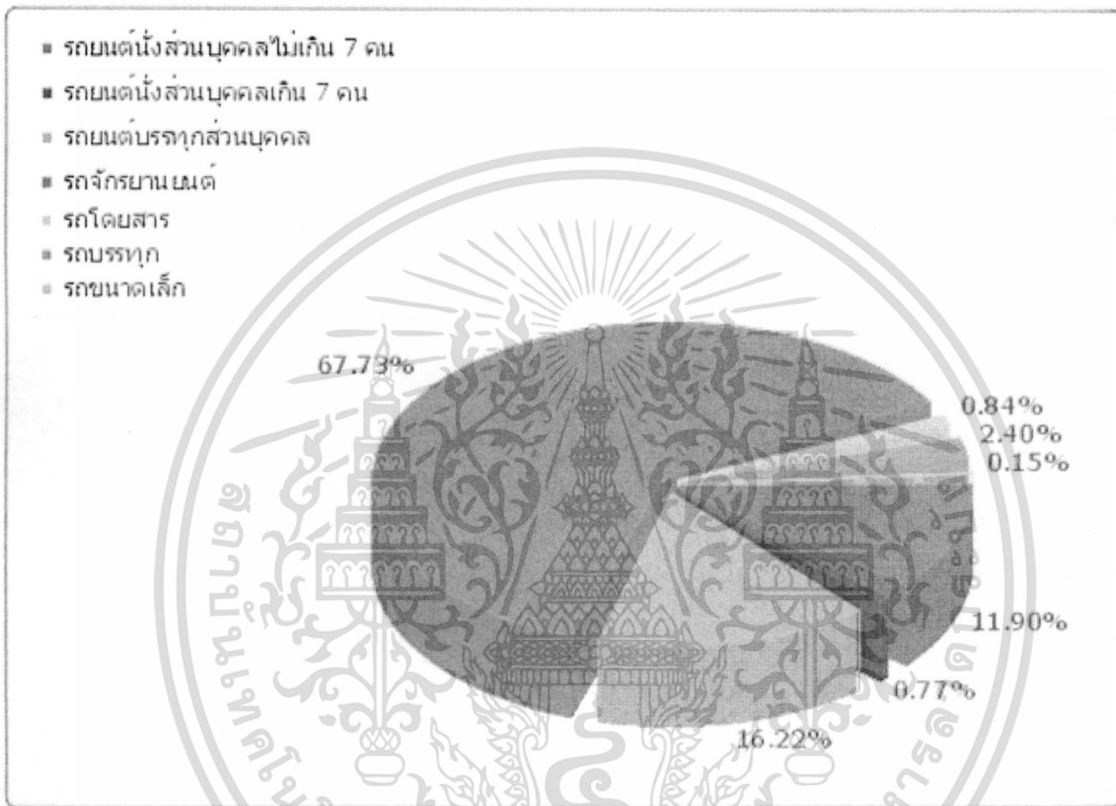 รถยนต์นั่งส่วนบุคคลไม่เกิน 7 คน
รถยนต์นั่งส่วนบุคคลเกิน 7 คน
รถยนต์บรรทุกส่วนบุคคล
รถจักรยานยนต์
รถโดยสาร
รถบรรทุก
รถขนาดเล็ก
67.73%
0.84%
2.40%
0.15%
11.90%
0.77%
16.22%